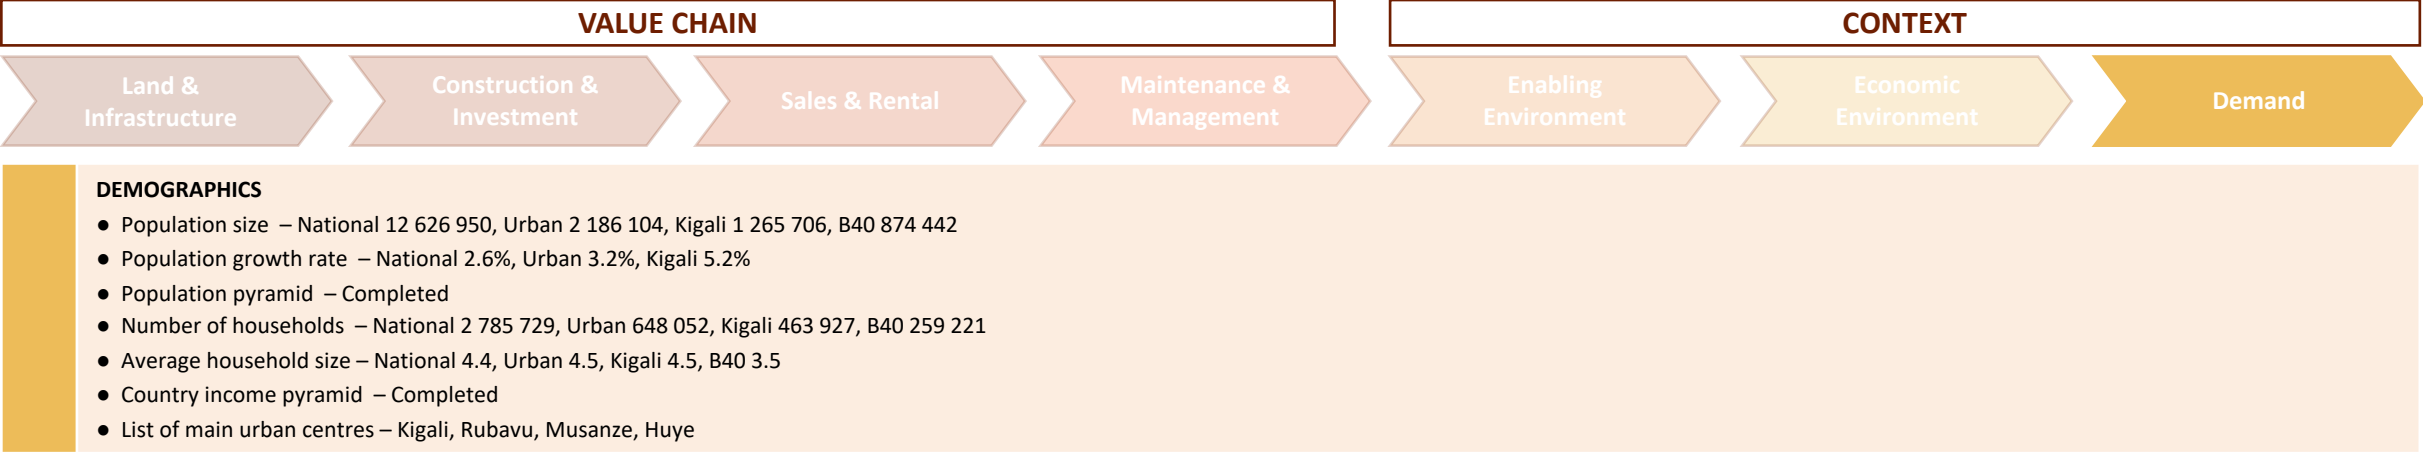 VALUE CHAIN
CONTEXT
Land &
Infrastructure
Construction &
Investment
Sales & Rental
Maintenance &
Management
Enabling
Environment
Economic
Environment
Demand
DEMOGRAPHICS
● Population size – National 12 626 950, Urban 2 186 104, Kigali 1 265 706, B40 874 442
● Population growth rate – National 2.6%, Urban 3.2%, Kigali 5.2%
● Population pyramid – Completed
● Number of households – National 2 785 729, Urban 648 052, Kigali 463 927, B40 259 221
● Average household size – National 4.4, Urban 4.5, Kigali 4.5, B40 3.5
● Country income pyramid – Completed
● List of main urban centres – Kigali, Rubavu, Musanze, Huye